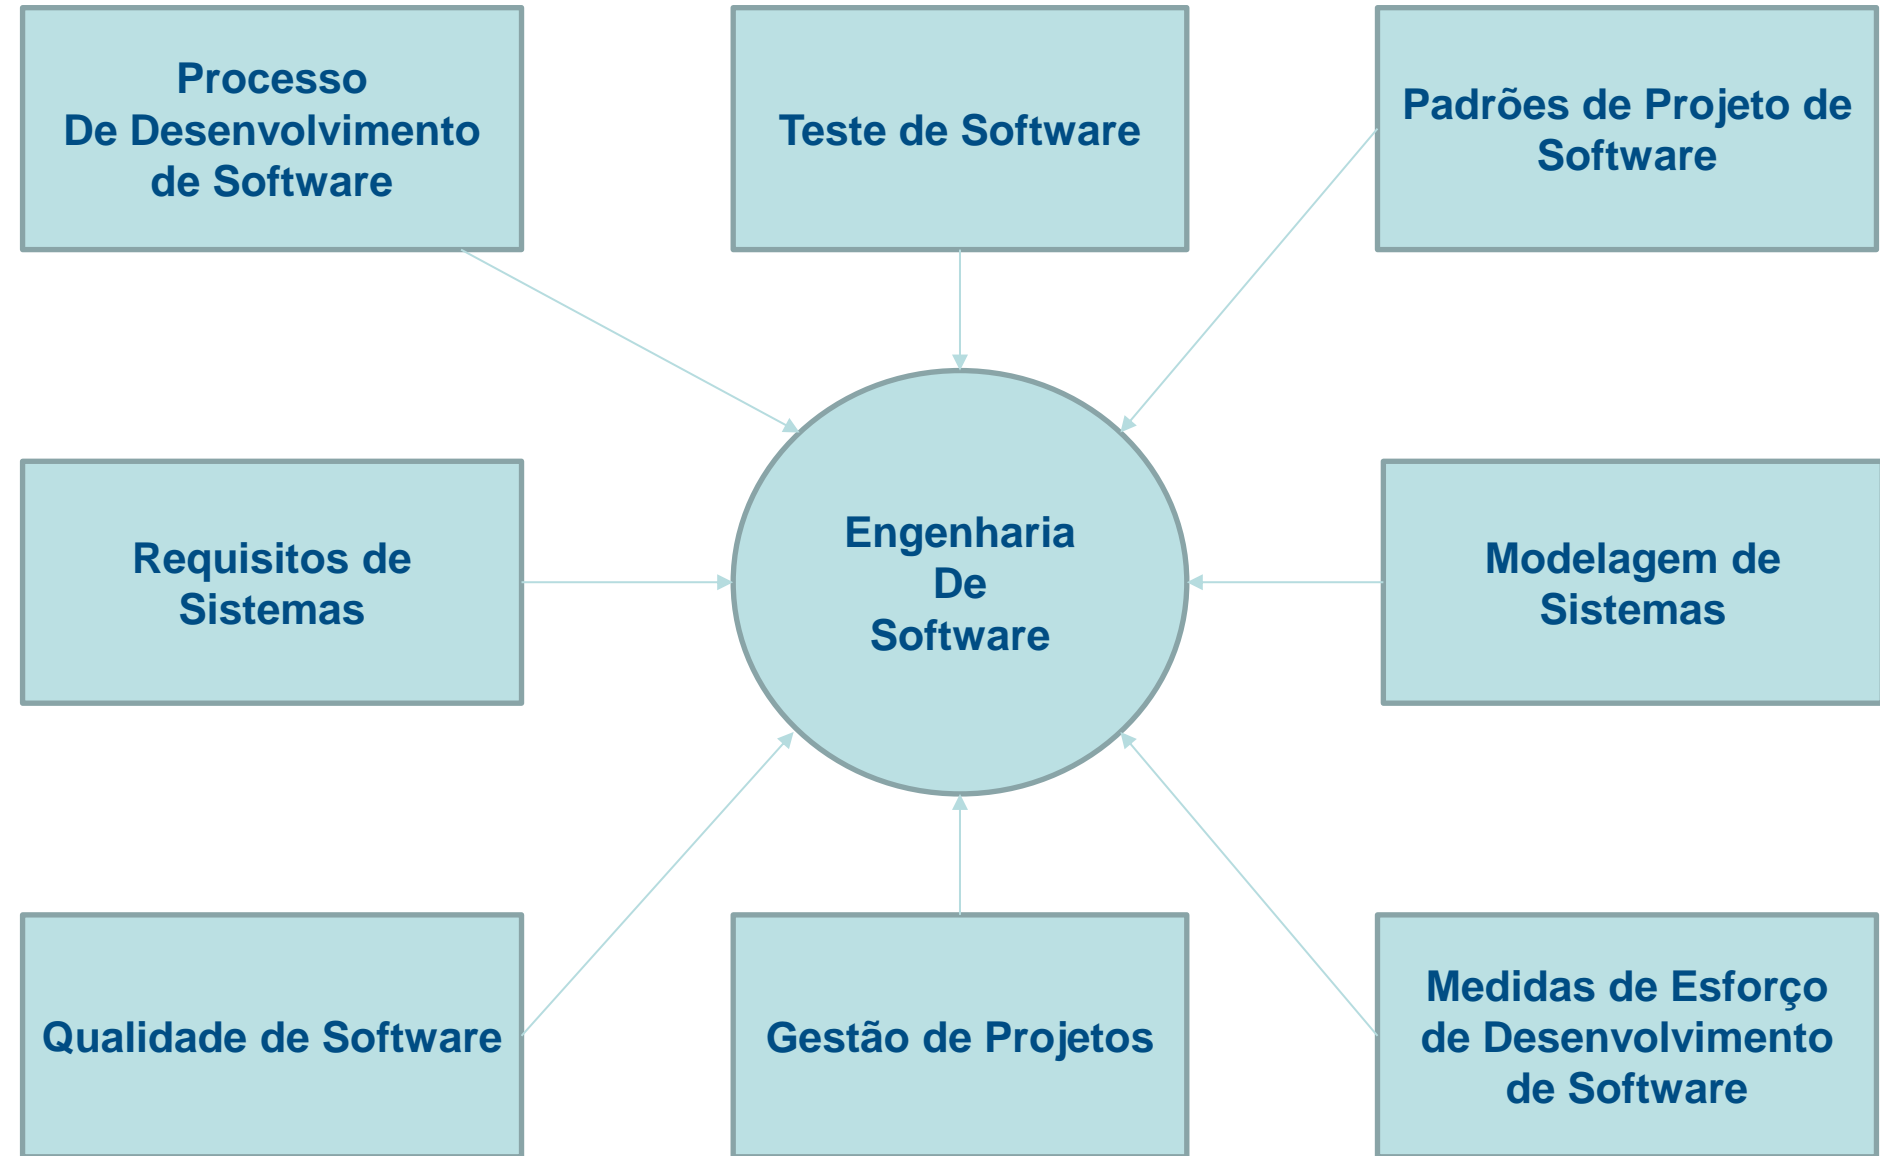 Processo
De Desenvolvimento
de Software
Teste de Software
Padrões de Projeto de
Software
Requisitos de
Sistemas
Engenharia
De
Software
Modelagem de
Sistemas
Qualidade de Software
Gestão de Projetos
Medidas de Esforço
de Desenvolvimento
de Software